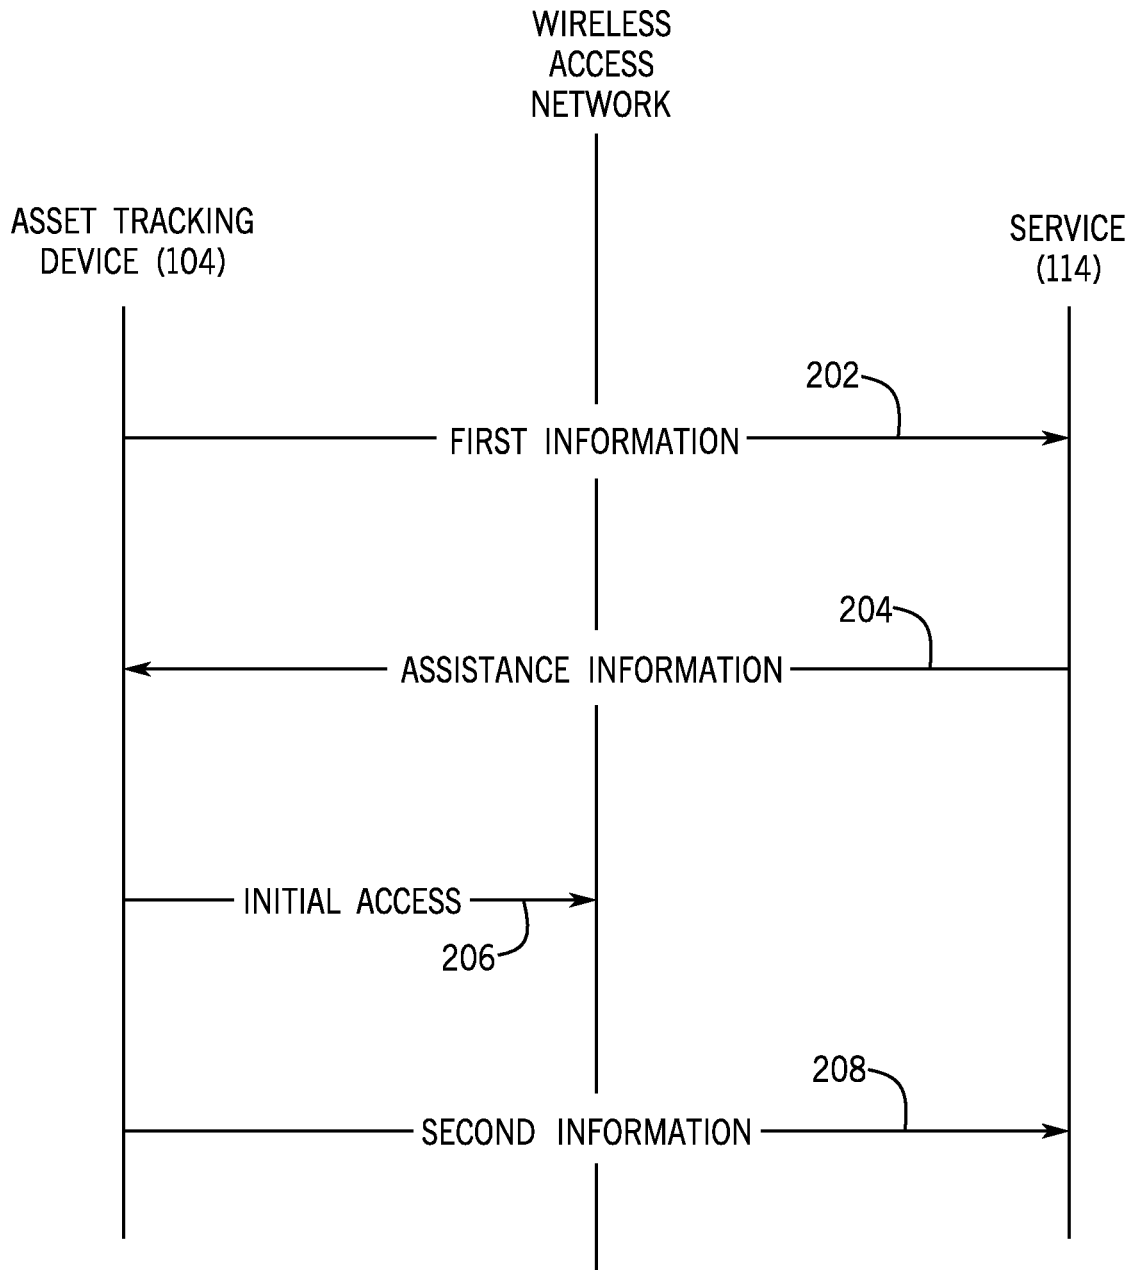 WIRELESS
ACCESS
NETWORK
ASSET TRACKING
DEVICE (104)
SERVICE
(114)
202
FIRST INFORMATION
204
ASSISTANCE INFORMATION
INITIAL ACCESS
206
208
SECOND INFORMATION